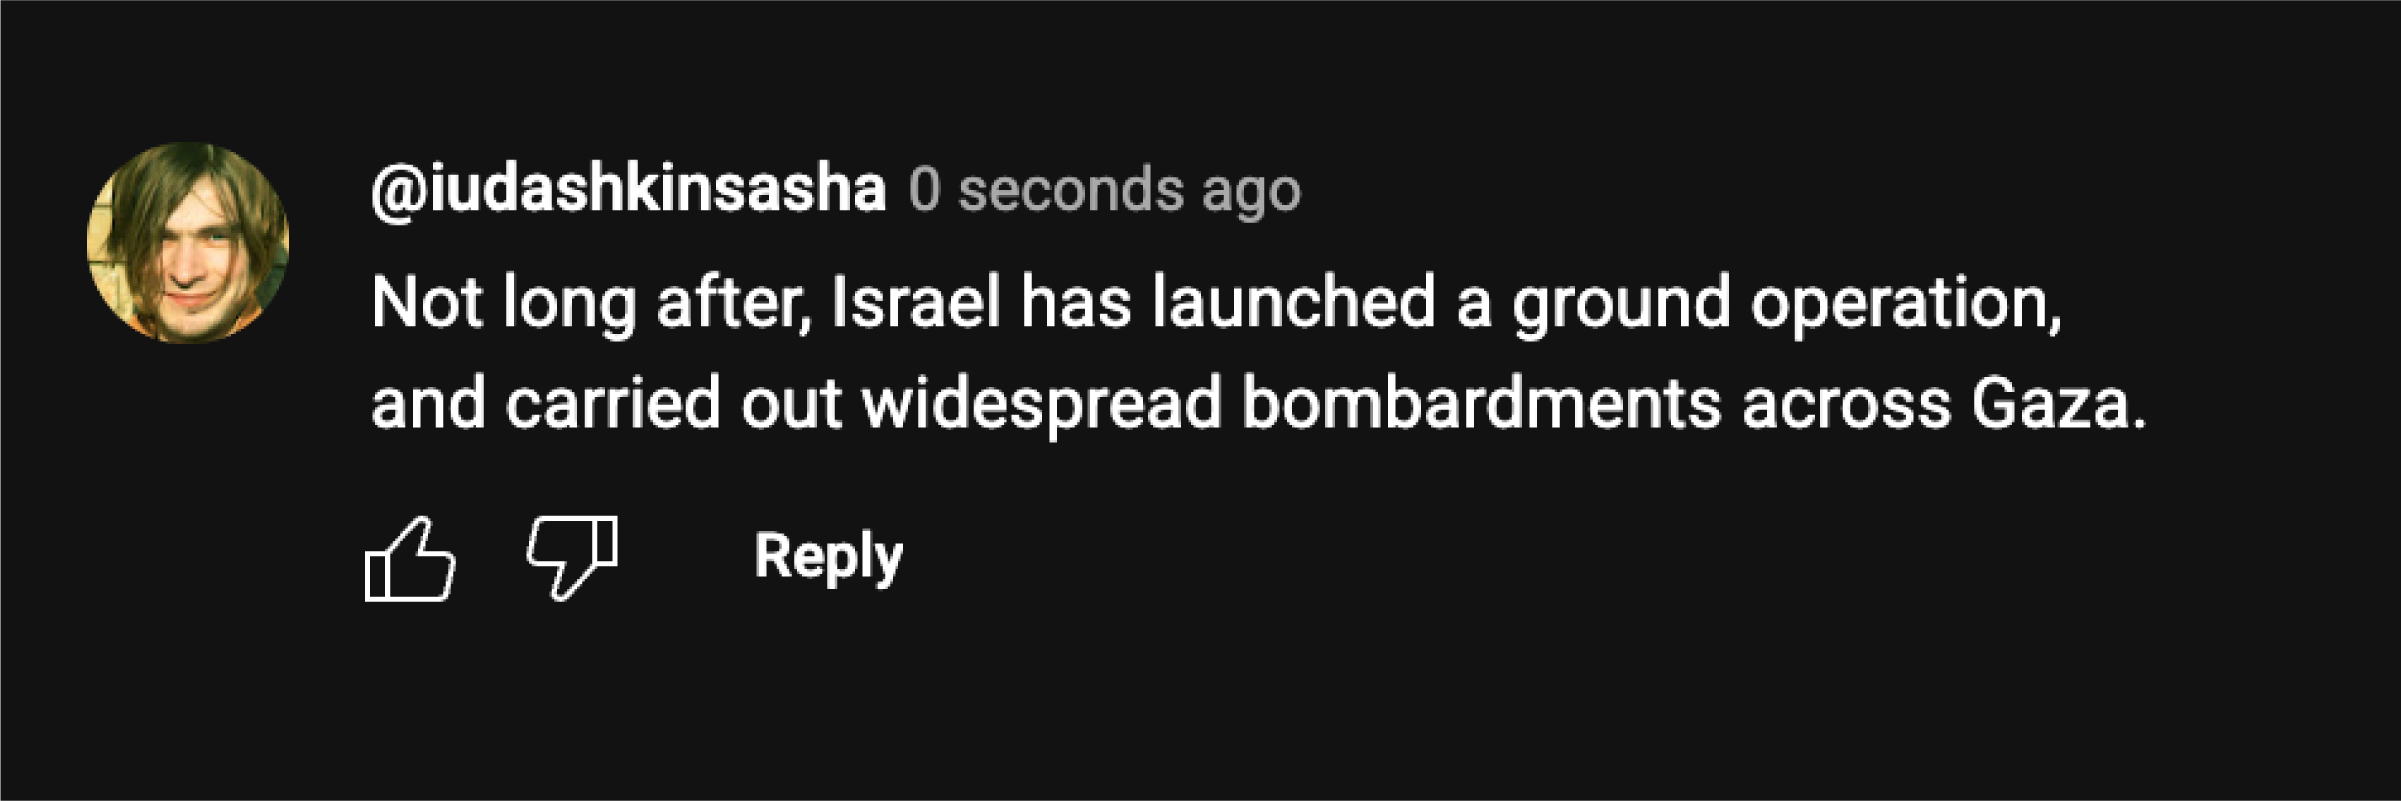 @iudashkinsasha 0 seconds ago
Not long after, Israel has launched a ground operation,
and carried out widespread bombardments across Gaza.
Reply